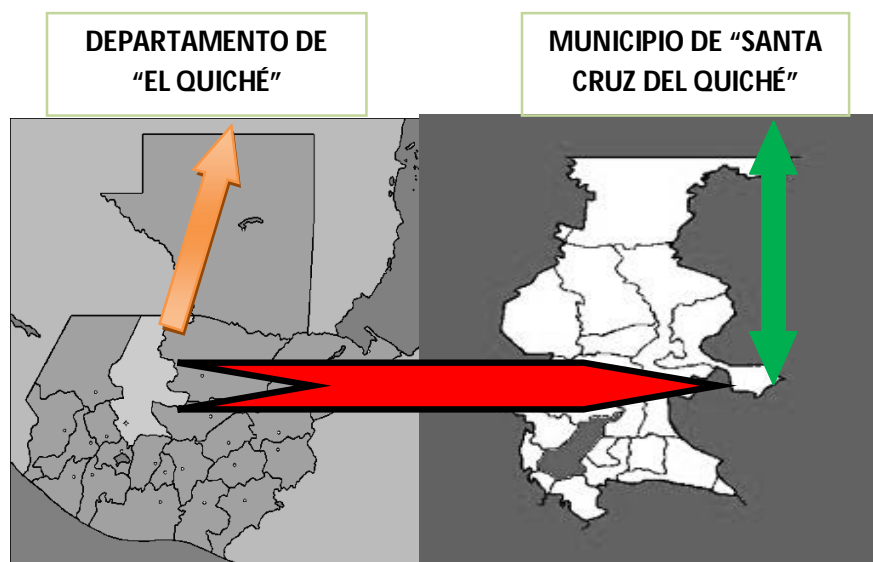 DEPARTAMENTO DE
“EL QUICHÉ”
MUNICIPIO DE “SANTA
CRUZ DEL QUICHÉ”